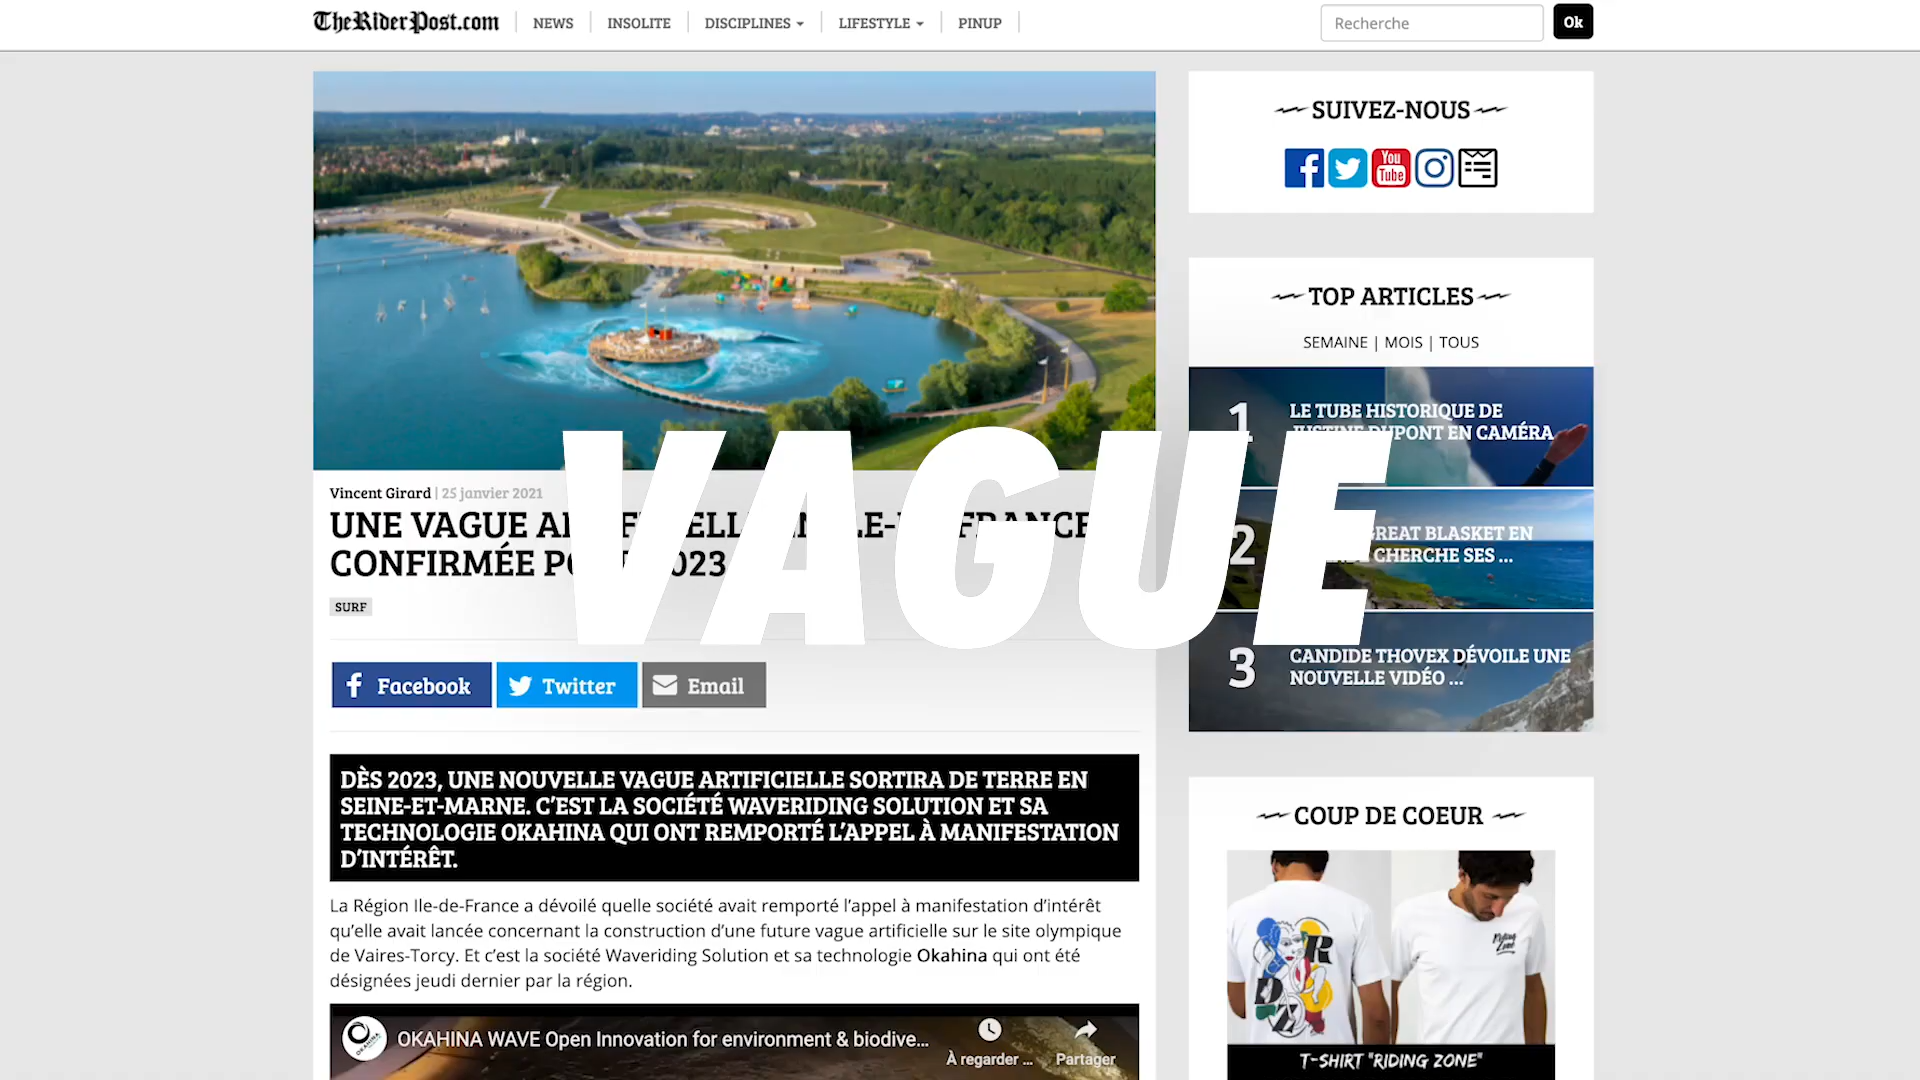 TheRiderPost.com
NEWS
INSOLITE
DISCIPLINES
LIFESTYLE
PINUP
Recherche
Ok
VAGUE
Vincent Girard | 25 janvier 2021
UNE VAGUE
CONFIRMÉE
SURF
Facebook
Twitter
Email
DÈS 2023, UNE NOUVELLE VAGUE ARTIFICIELLE SORTIRA DE TERRE EN
SEINE-ET-MARNE. C'EST LA SOCIÉTÉ WAVERIDING SOLUTION ET SA
TECHNOLOGIE OKAHINA QUI ONT REMPORTÉ L'APPEL À MANIFESTATION
D'INTÉRÊT.
La Région Ile-de-France a dévoilé quelle société avait remporté l'appel à manifestation d'intérêt
qu'elle avait lancée concernant la construction d'une future vague artificielle sur le site olympique
de Vaires-Torcy. Et c'est la société Waveriding Solution et sa technologie Okahina qui ont été
désignées jeudi dernier par la région.
OKAHINA WAVE Open Innovation for environment & biodive...
À regarder ...
Partager
SUIVEZ-NOUS
You
Tube
TOP ARTICLES
SEMAINE | MOIS | TOUS
1
LE TUBE HISTORIQUE DE
JUSTINE DUPONT EN CAMÉRA
2
GREAT BLASKET EN
CHERCHE SES ...
3
CANDIDE THOVEX DÉVOILE UNE
NOUVELLE VIDÉO ...
COUP DE COEUR
Riding
Zone
T-SHIRT "RIDING ZONE"